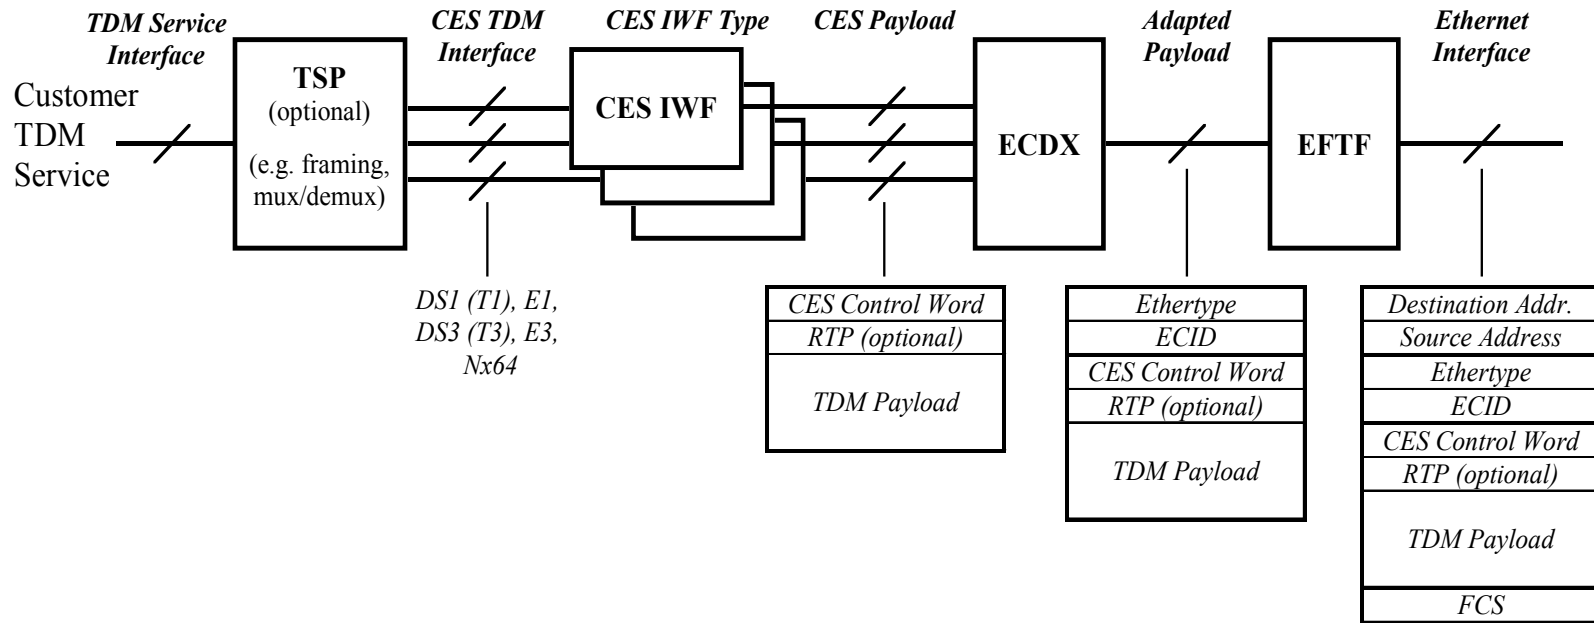 TDM Service
Interface
CES TDM
Interface
CES IWF Type
CES Payload
Adapted
Payload
Ethernet
Interface
Customer
TDM
Service
TSP
(optional)
(e.g. framing,
mux/demux)
CES IWF
ECDX
EFTF
DS1 (T1), E1,
DS3 (T3), E3,
Nx64
CES Control Word
RTP (optional)
TDM Payload
Ethertype
ECID
CES Control Word
RTP (optional)
TDM Payload
Destination Addr.
Source Address
Ethertype
ECID
CES Control Word
RTP (optional)
TDM Payload
FCS